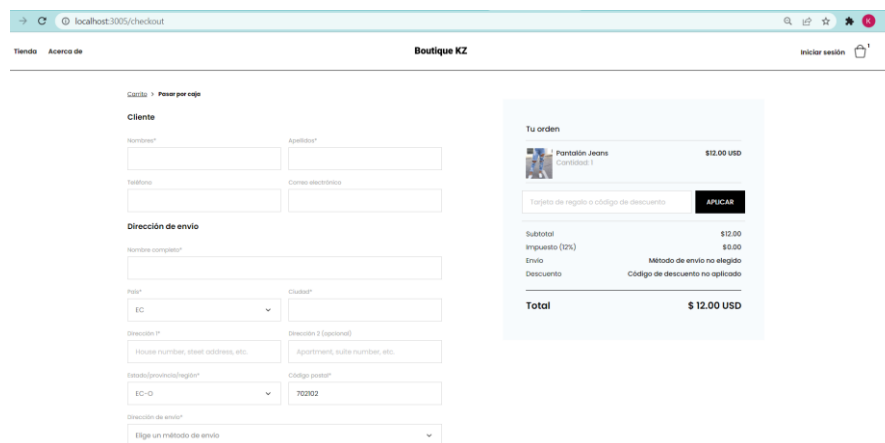 localhost:3005/checkout
K
Tienda Acerca de
Boutique KZ
Iniciar sesión 1
Carrito > Pasar por caja
Cliente
Nombres* Apellidos*
Teléfono Correo electrónico
Dirección de envío
Nombre completo*
País* Ciudad*
EC
Dirección 1* Dirección 2 (opcional)
House number, street address, etc. Apartment, suite number, etc.
Estado/provincia/región* Código postal*
EC-O 702102
Dirección de envío*
Elige un método de envío
Tu orden
Pantalón Jeans $12.00 USD
Cantidad: 1
Tarjeta de regalo o código de descuento APLICAR
Subtotal $12.00
Impuesto (12%) $0.00
Envío Método de envío no elegido
Descuento Código de descuento no aplicado
Total $ 12.00 USD